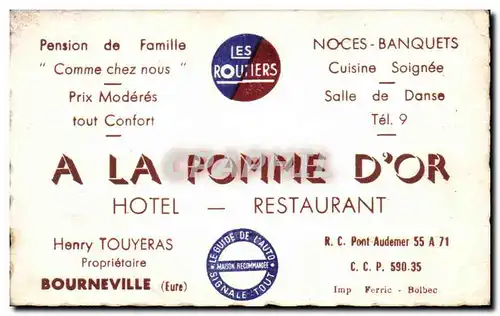 Pension de Famille
" Comme chez nous "
Prix Modérés
tout Confort
LES
ROUTIERS
NOCES - BANQUETS
Cuisine Soignée
Salle de Danse
Tél. 9
A LA POMME D'OR
HOTEL — RESTAURANT
Henry TOUYERAS
Propriétaire
BOURNEVILLE (Eure)
LE GUIDE DE L'AUTO
MAISON RECOMMANDÉE
SIGNALE TOUT
R. C. Pont-Audemer 55 A 71
C. C. P. 590-35
Imp Ferric - Bolbec